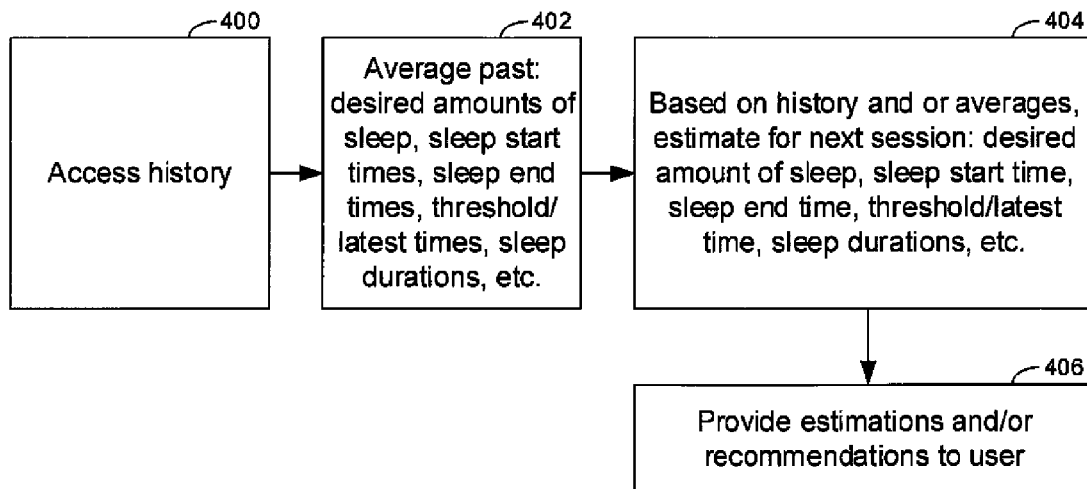 400
Access history
402
Average past:
desired amounts of
sleep, sleep start
times, sleep end
times, threshold/
latest times, sleep
durations, etc.
404
Based on history and or averages,
estimate for next session: desired
amount of sleep, sleep start time,
sleep end time, threshold/latest
time, sleep durations, etc.
406
Provide estimations and/or
recommendations to user